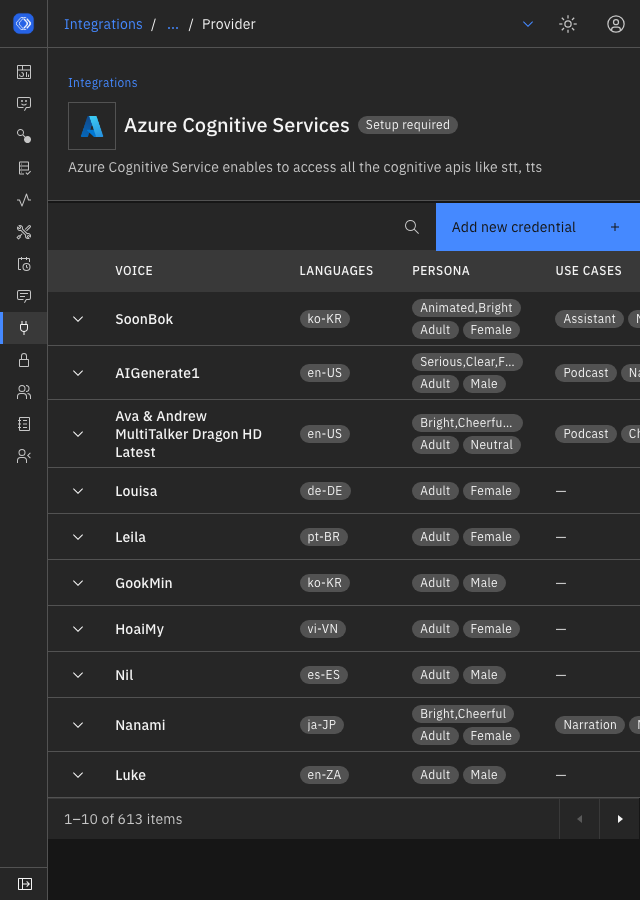 Integrations / ... / Provider
Integrations
Azure Cognitive Services Setup required
Azure Cognitive Service enables to access all the cognitive apis like stt, tts
Add new credential +
VOICE LANGUAGES PERSONA USE CASES
SoonBok ko-KR Animated,Bright Adult Female Assistant
AIGenerate1 en-US Serious,Clear,F... Adult Male Podcast Na
Ava & Andrew
MultiTalker Dragon HD
Latest
en-US Bright,Cheerfu... Adult Neutral Podcast Ch
Louisa de-DE Adult Female —
Leila pt-BR Adult Female —
GookMin ko-KR Adult Male —
HoaiMy vi-VN Adult Female —
Nil es-ES Adult Male —
Nanami ja-JP Bright,Cheerful Adult Female Narration
Luke en-ZA Adult Male —
1–10 of 613 items